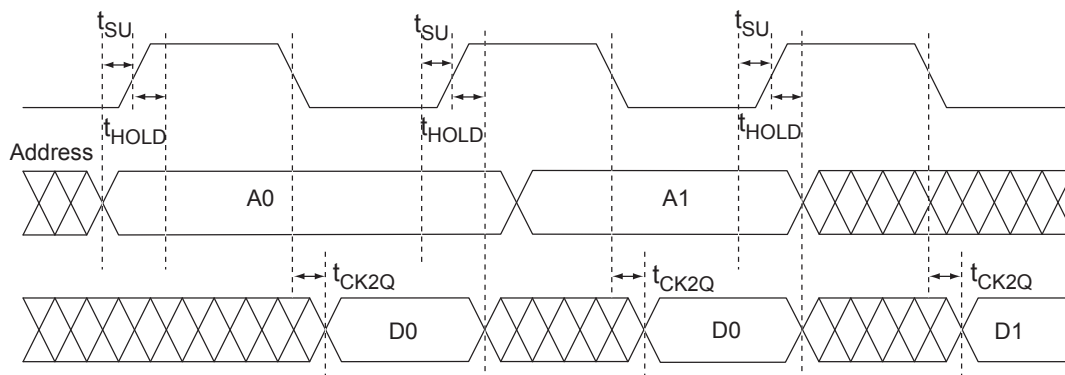 tSU tSU tSU
tHOLD tHOLD tHOLD
Address
A0 A1
tCK2Q tCK2Q tCK2Q
D0 D0 D1